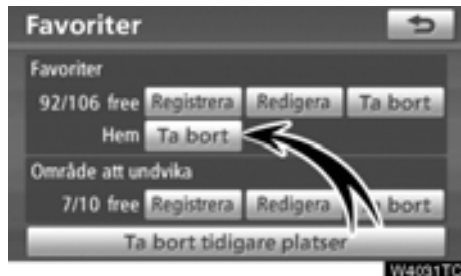 Favoriter
Favoriter
92/106 free Registrera Redigera Ta bort
Hem Ta bort
Område att undvika
7/10 free Registrera Redigera bort
Ta bort tidigare platser
W4031TC